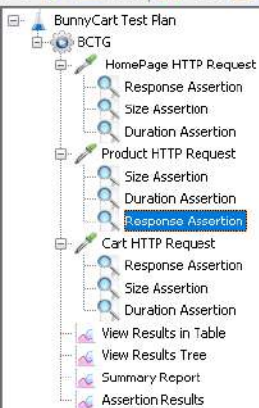 BunnyCart Test Plan
BCTG
HomePage HTTP Request
Response Assertion
Size Assertion
Duration Assertion
Product HTTP Request
Size Assertion
Duration Assertion
Response Assertion
Cart HTTP Request
Response Assertion
Size Assertion
Duration Assertion
View Results in Table
View Results Tree
Summary Report
Assertion Results